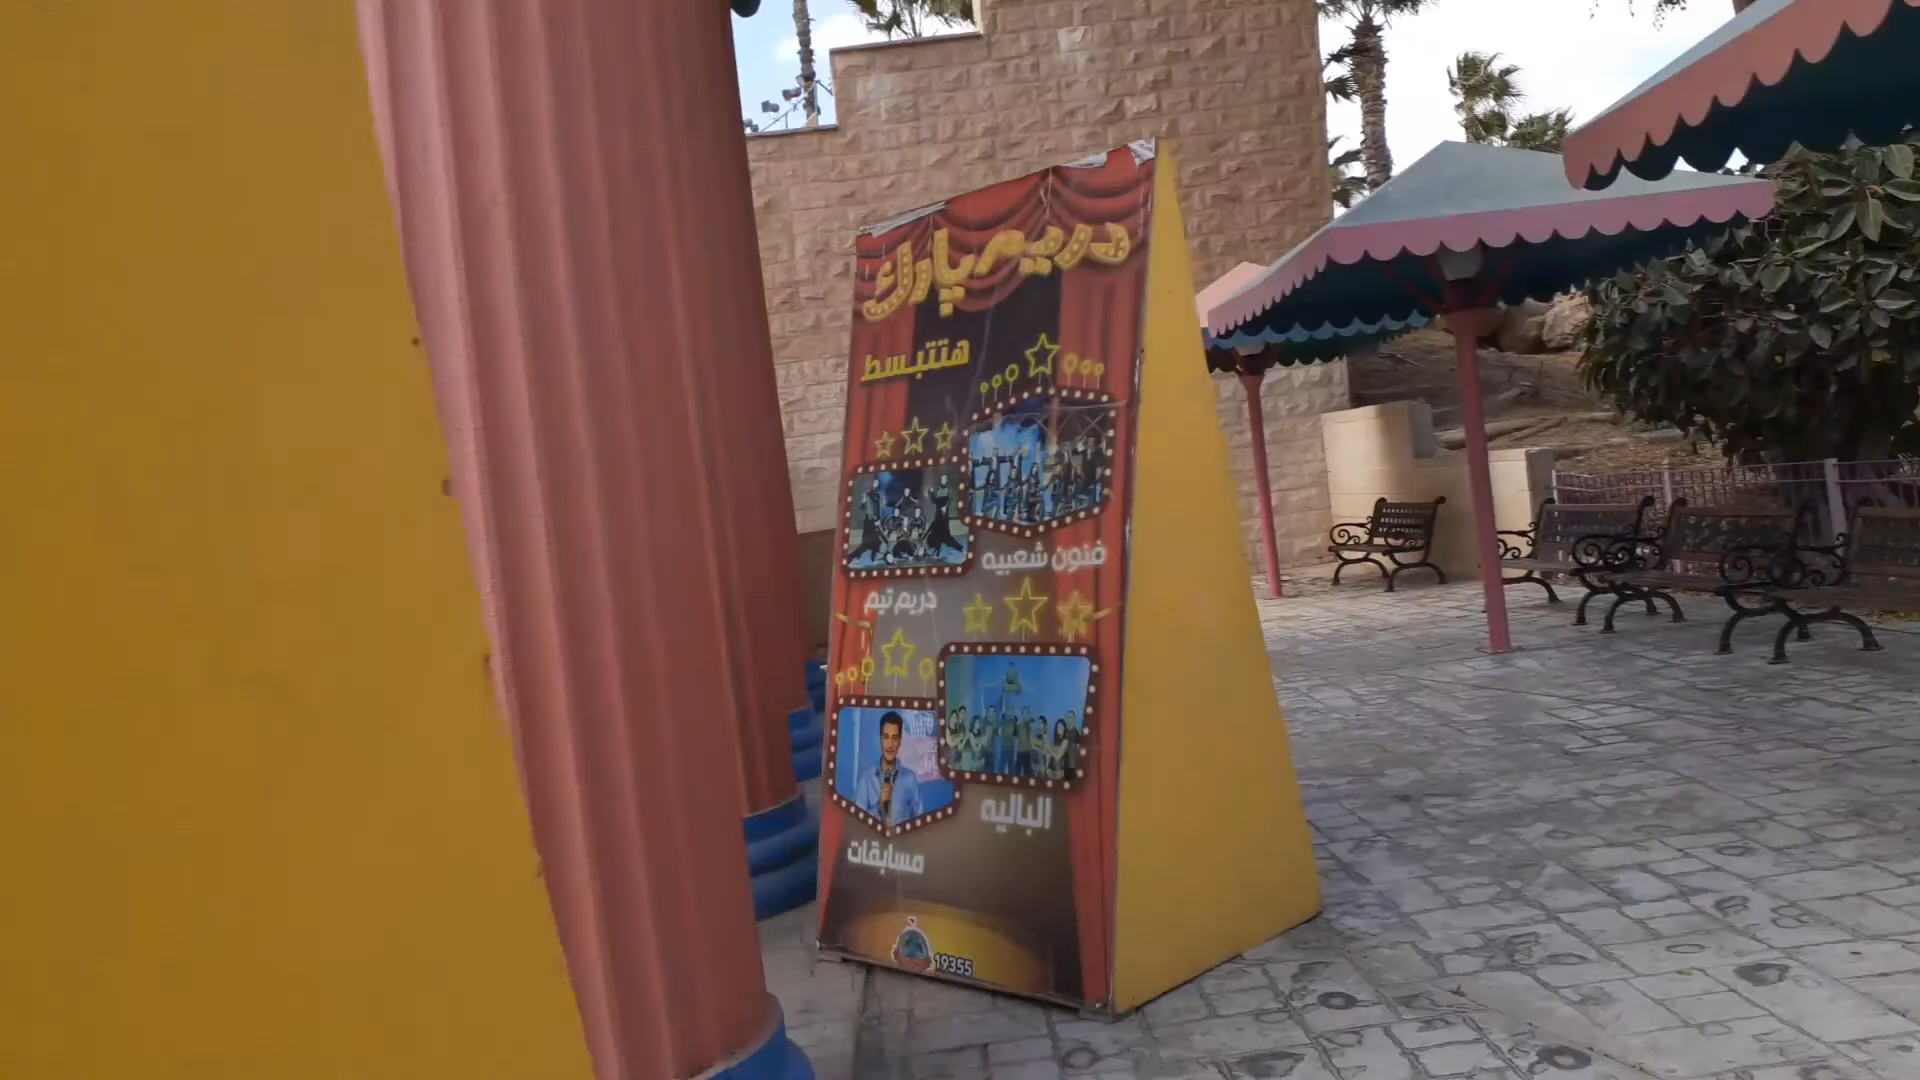 دريم بارك
هتتبسط
فنون شعبيه
دريم تيم
الباليه
مسابقات
19355